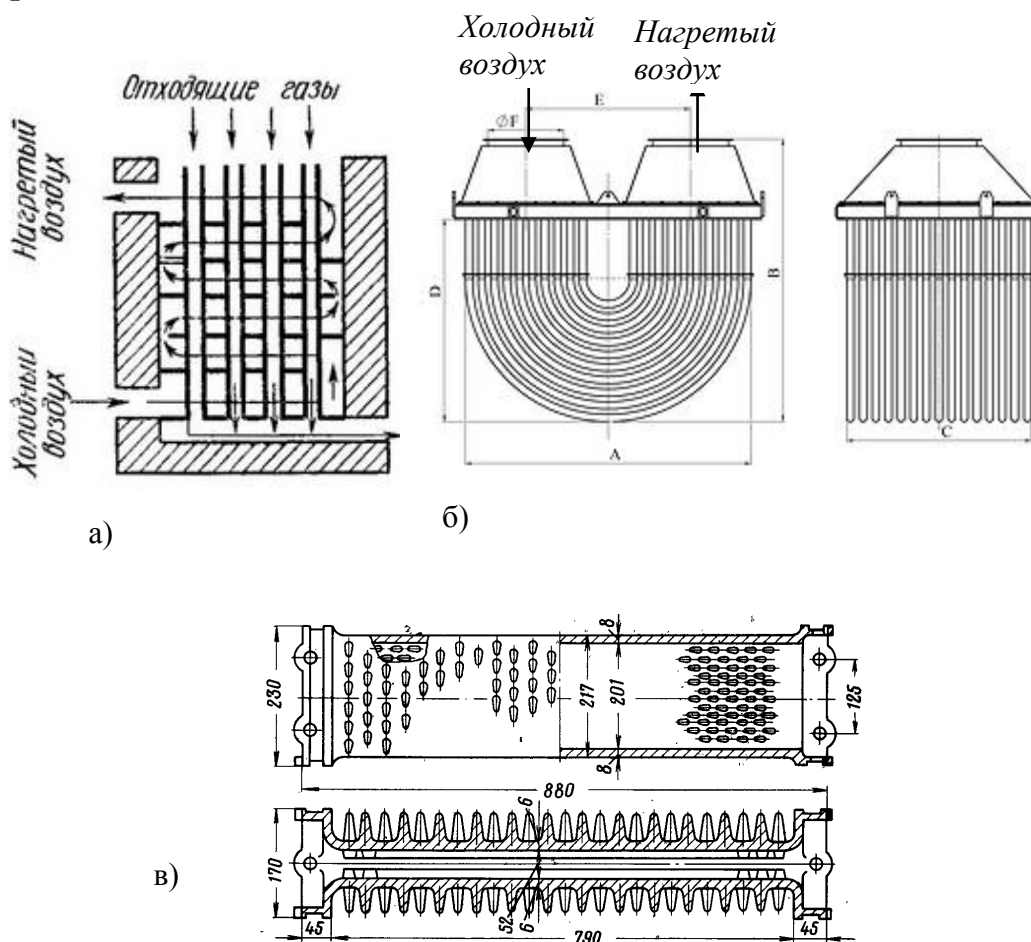 Холодный
воздух
Нагретый
воздух
Отходящие газы
Нагретый
воздух
Холодный
воздух
E
ØF
B
D
A
C
а)
б)
8
230
217
201
125
8
880
6
170
52
6
45
790
45
в)